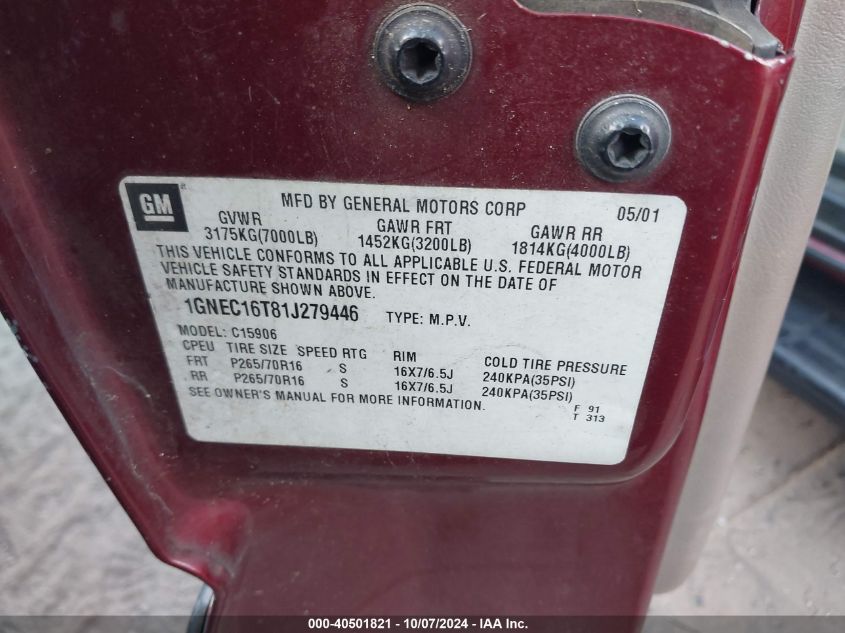 GM
MFD BY GENERAL MOTORS CORP 05/01
GVWR GAWR FRT GAWR RR
3175KG(7000LB) 1452KG(3200LB) 1814KG(4000LB)
THIS VEHICLE CONFORMS TO ALL APPLICABLE U.S. FEDERAL MOTOR
VEHICLE SAFETY STANDARDS IN EFFECT ON THE DATE OF
MANUFACTURE SHOWN ABOVE.
1GNEC16T81J279446 TYPE: M.P.V.
MODEL: C15906
CPEU TIRE SIZE SPEED RTG RIM COLD TIRE PRESSURE
FRT P265/70R16 S 16X7/6.5J 240KPA(35PSI)
RR P265/70R16 S 16X7/6.5J 240KPA(35PSI)
SEE OWNER'S MANUAL FOR MORE INFORMATION.
F 91
T 313
000-40501821 - 10/07/2024 - IAA Inc.